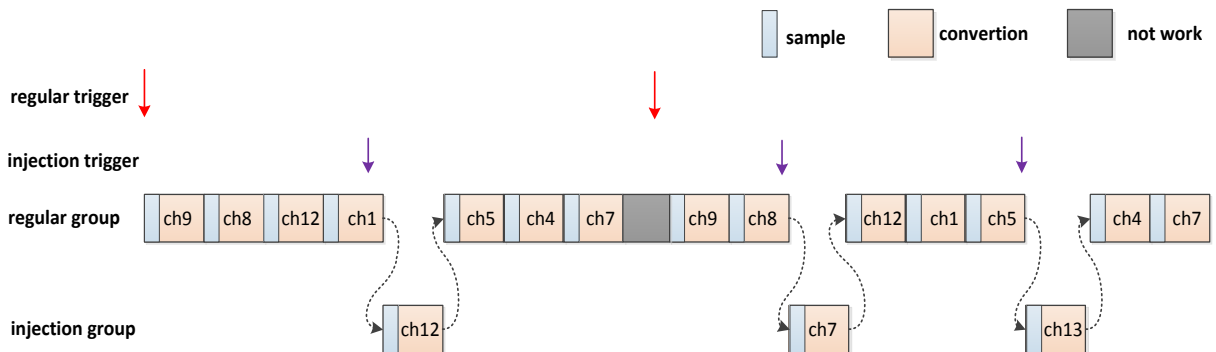 sample convertion not work
regular trigger
injection trigger
regular group ch9 ch8 ch12 ch1 ch5 ch4 ch7 ch9 ch8 ch12 ch1 ch5 ch4 ch7
injection group ch12 ch7 ch13